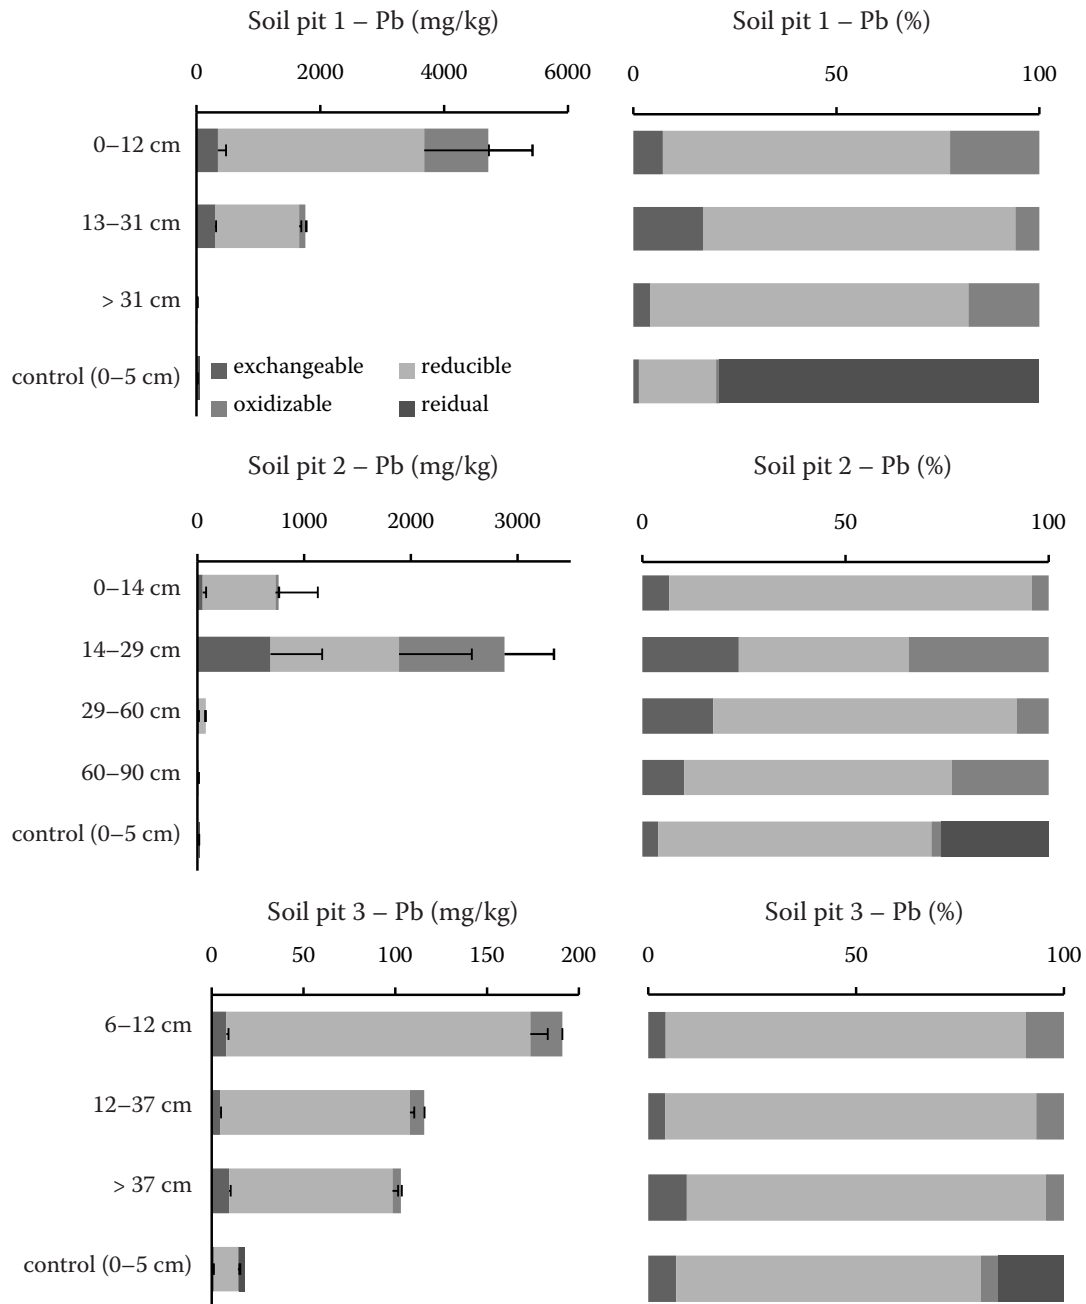 Soil pit 1 – Pb (mg/kg)
Soil pit 1 – Pb (%)
0 2000 4000 6000
0 50 100
0–12 cm
13–31 cm
> 31 cm
control (0–5 cm)
exchangeable reducible
oxidizable reidual
Soil pit 2 – Pb (mg/kg)
Soil pit 2 – Pb (%)
0 1000 2000 3000
0 50 100
0–14 cm
14–29 cm
29–60 cm
60–90 cm
control (0–5 cm)
Soil pit 3 – Pb (mg/kg)
Soil pit 3 – Pb (%)
0 50 100 150 200
0 50 100
6–12 cm
12–37 cm
> 37 cm
control (0–5 cm)